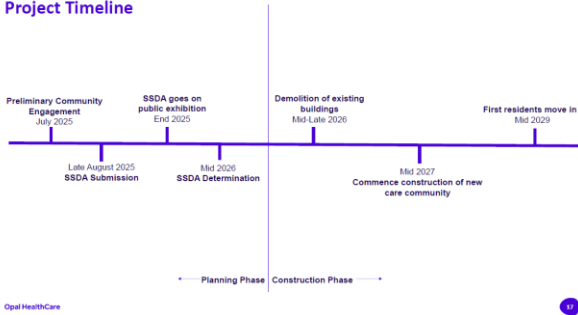 Project Timeline
Preliminary Community
Engagement
July 2025
SSDA goes on
public exhibition
End 2025
Demolition of existing
buildings
Mid-Late 2026
First residents move in
Mid 2029
Late August 2025
SSDA Submission
Mid 2026
SSDA Determination
Mid 2027
Commence construction of new
care community
Planning Phase
Construction Phase
Opal HealthCare
17